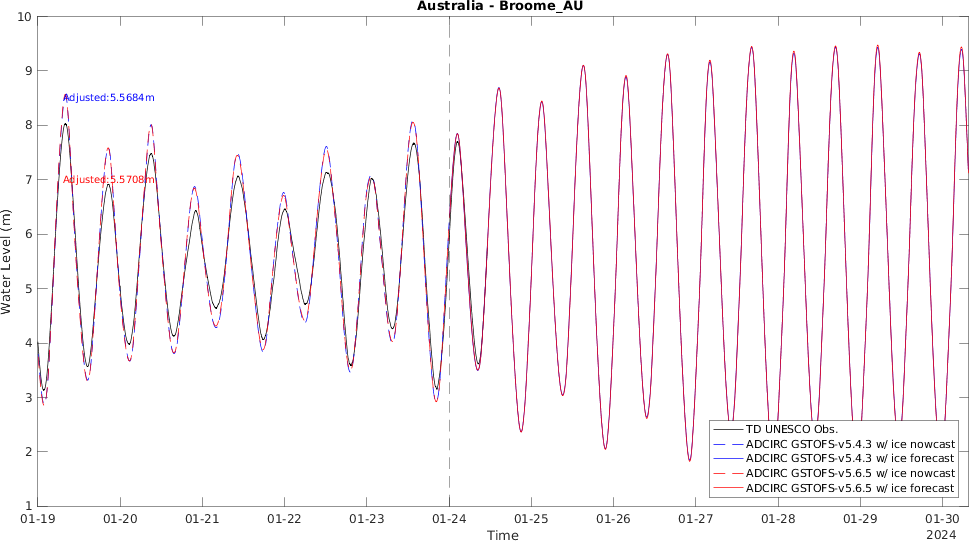 Australia - Broome_AU
10
9
8
7
6
5
4
3
2
1
Water Level (m)
Adjusted:5.5684m
Adjusted:5.5708m
TD UNESCO Obs.
ADCIRC GSTOFS-v5.4.3 w/ ice nowcast
ADCIRC GSTOFS-v5.4.3 w/ ice forecast
ADCIRC GSTOFS-v5.6.5 w/ ice nowcast
ADCIRC GSTOFS-v5.6.5 w/ ice forecast
01-19 01-20 01-21 01-22 01-23 01-24 01-25 01-26 01-27 01-28 01-29 01-30
Time
2024